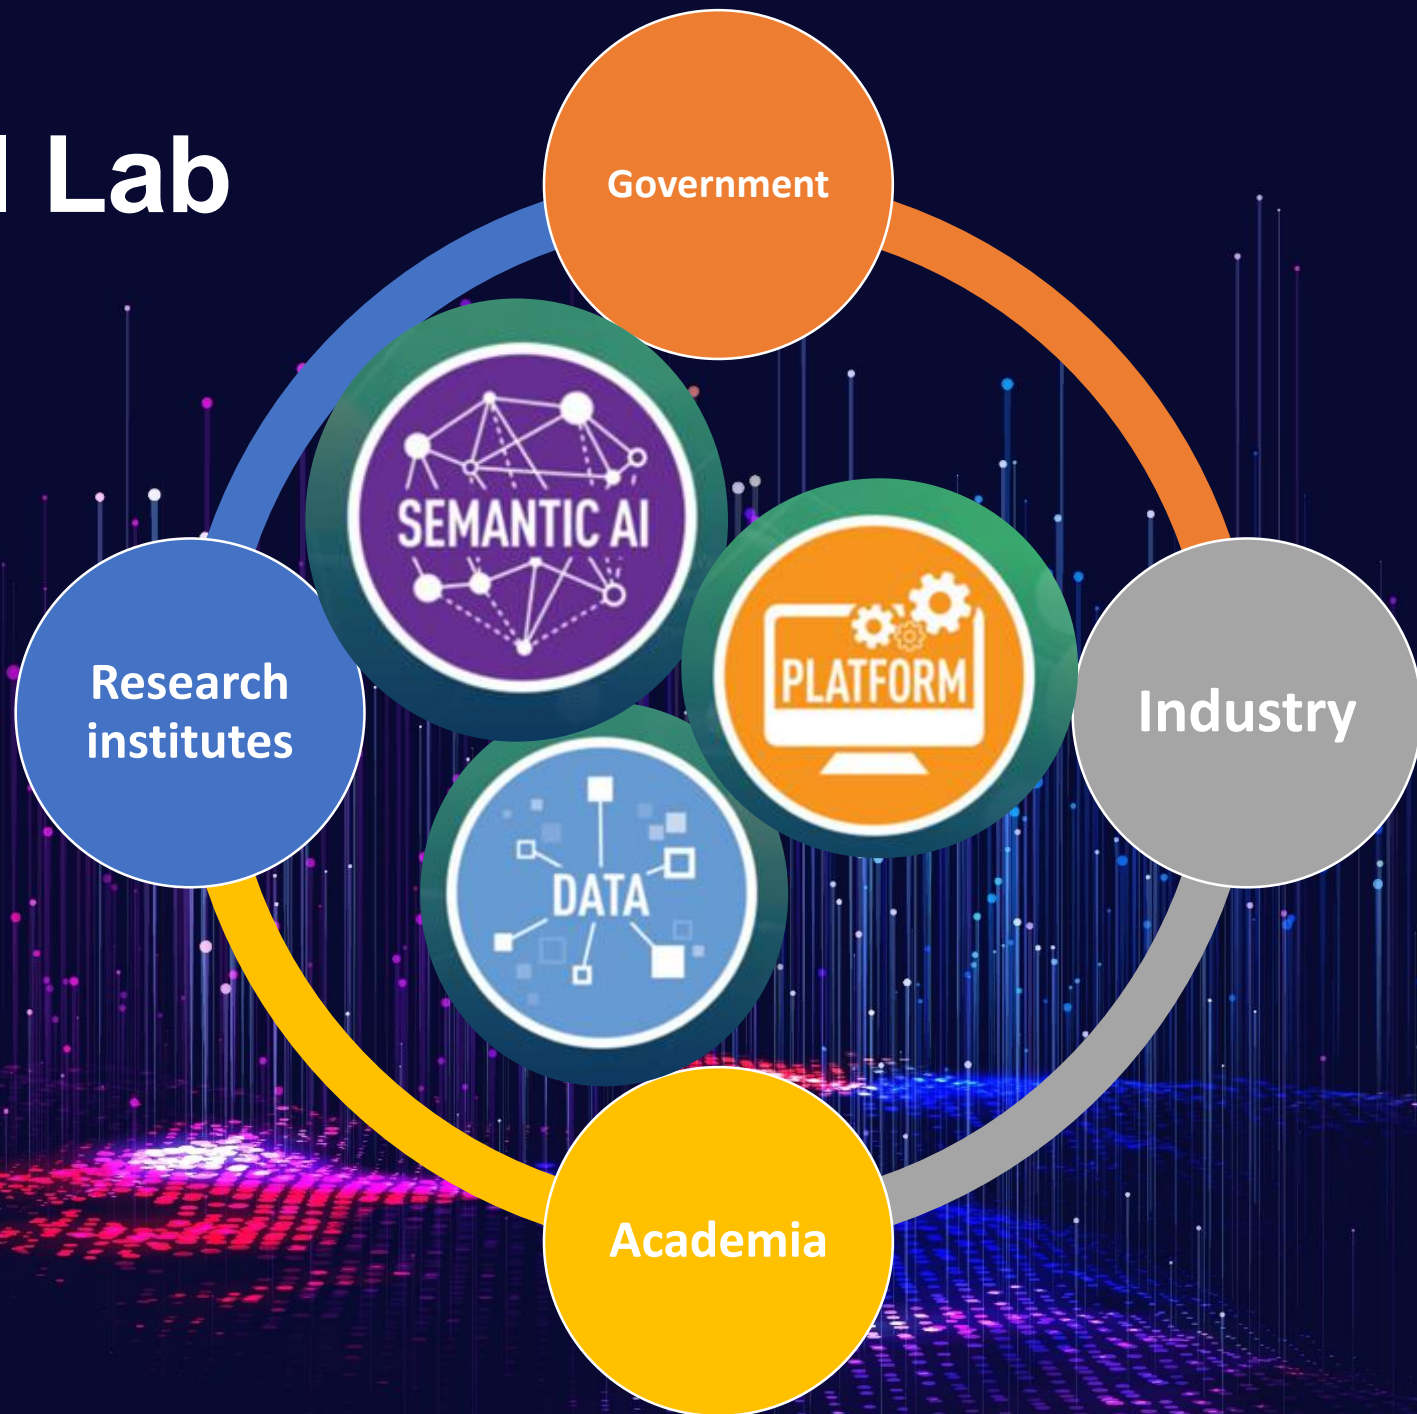 Lab
Government
SEMANTIC AI
PLATFORM
Research
institutes
Industry
DATA
Academia